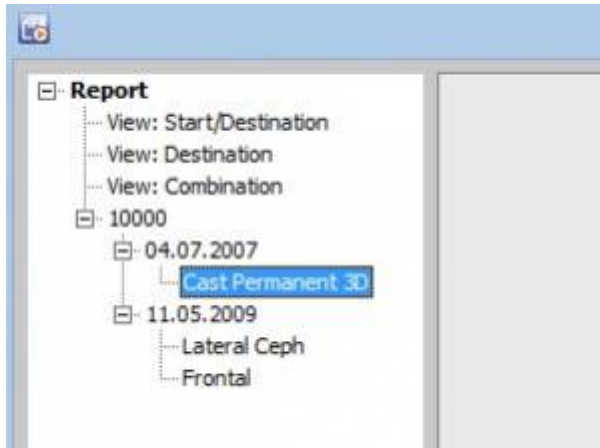 Report
View: Start/Destination
View: Destination
View: Combination
10000
04.07.2007
Cast Permanent 3D
11.05.2009
Lateral Ceph
Frontal